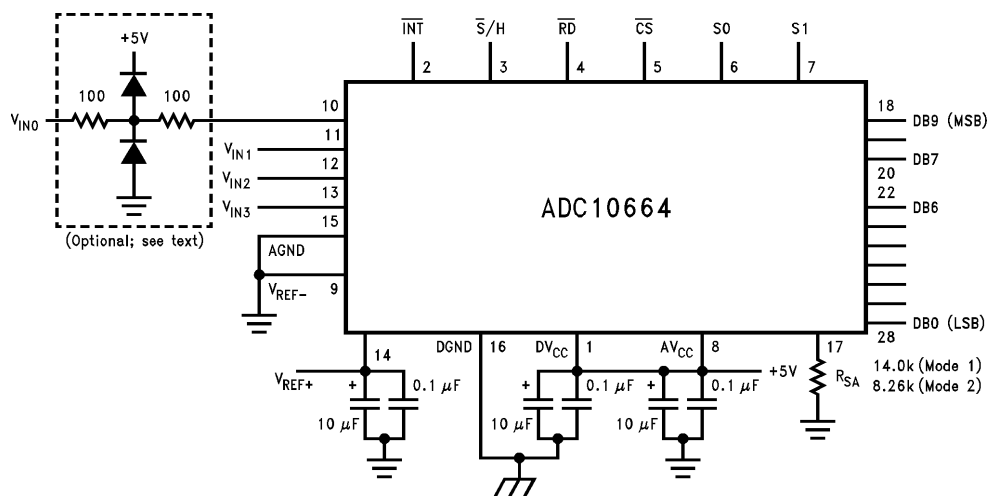 INT S/H RD CS S0 S1
2 3 4 5 6 7
+5V
100 100
V_IN0
10
11
V_IN1
12
V_IN2
13
V_IN3
15
(Optional; see text)
AGND
V_REF-
9
ADC10664
18
DB9 (MSB)
DB7
20
22
DB6
DB0 (LSB)
28
14
DGND 16
DV_CC 1
AV_CC 8
17
V_REF+
+ 0.1 μF
10 μF
+ 0.1 μF
10 μF
+ 0.1 μF
10 μF
+5V
R_SA
14.0k (Mode 1)
8.26k (Mode 2)